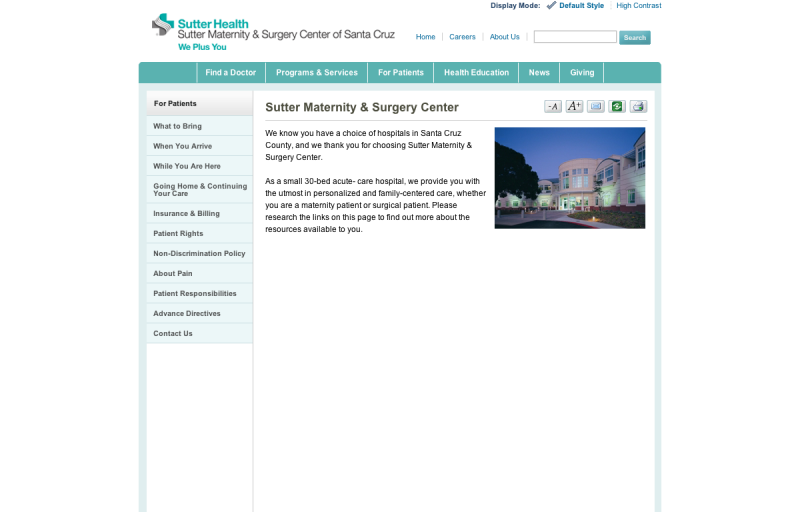 Display Mode: Default Style High Contrast
Sutter Health
Sutter Maternity & Surgery Center of Santa Cruz
We Plus You
Home Careers About Us Search
Find a Doctor Programs & Services For Patients Health Education News Giving
For Patients
What to Bring
When You Arrive
While You Are Here
Going Home & Continuing
Your Care
Insurance & Billing
Patient Rights
Non-Discrimination Policy
About Pain
Patient Responsibilities
Advance Directives
Contact Us
Sutter Maternity & Surgery Center
-A A+
We know you have a choice of hospitals in Santa Cruz
County, and we thank you for choosing Sutter Maternity &
Surgery Center.
As a small 30-bed acute- care hospital, we provide you with
the utmost in personalized and family-centered care, whether
you are a maternity patient or surgical patient. Please
research the links on this page to find out more about the
resources available to you.